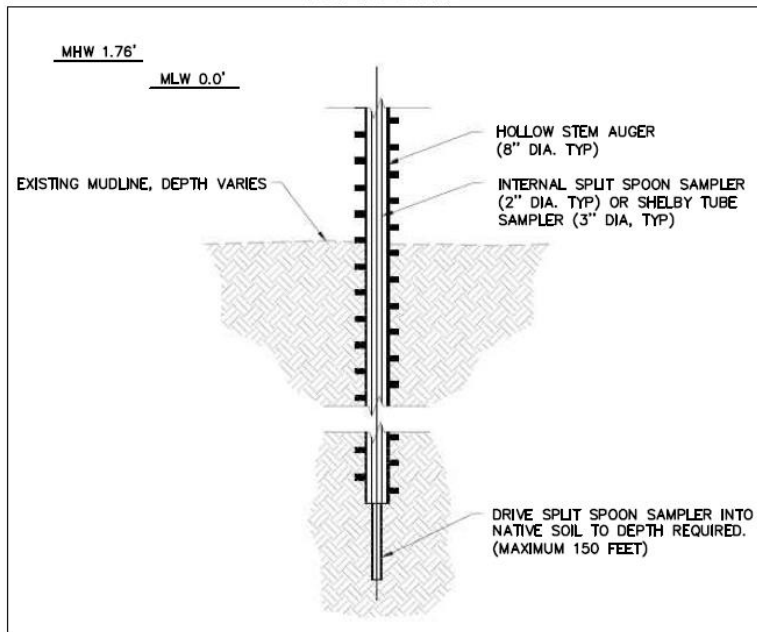 MHW 1.76'
MLW 0.0'
HOLLOW STEM AUGER
(8" DIA. TYP)
EXISTING MUDLINE, DEPTH VARIES
INTERNAL SPLIT SPOON SAMPLER
(2" DIA. TYP) OR SHELBY TUBE
SAMPLER (3" DIA, TYP)
DRIVE SPLIT SPOON SAMPLER INTO
NATIVE SOIL TO DEPTH REQUIRED.
(MAXIMUM 150 FEET)